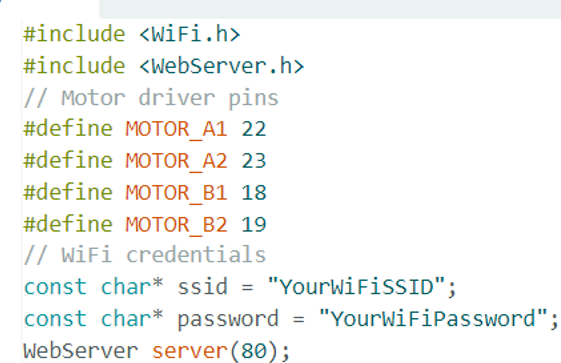 #include <WiFi.h>
#include <WebServer.h>
// Motor driver pins
#define MOTOR_A1 22
#define MOTOR_A2 23
#define MOTOR_B1 18
#define MOTOR_B2 19
// WiFi credentials
const char* ssid = "YourWiFiSSID";
const char* password = "YourWiFiPassword";
WebServer server(80);